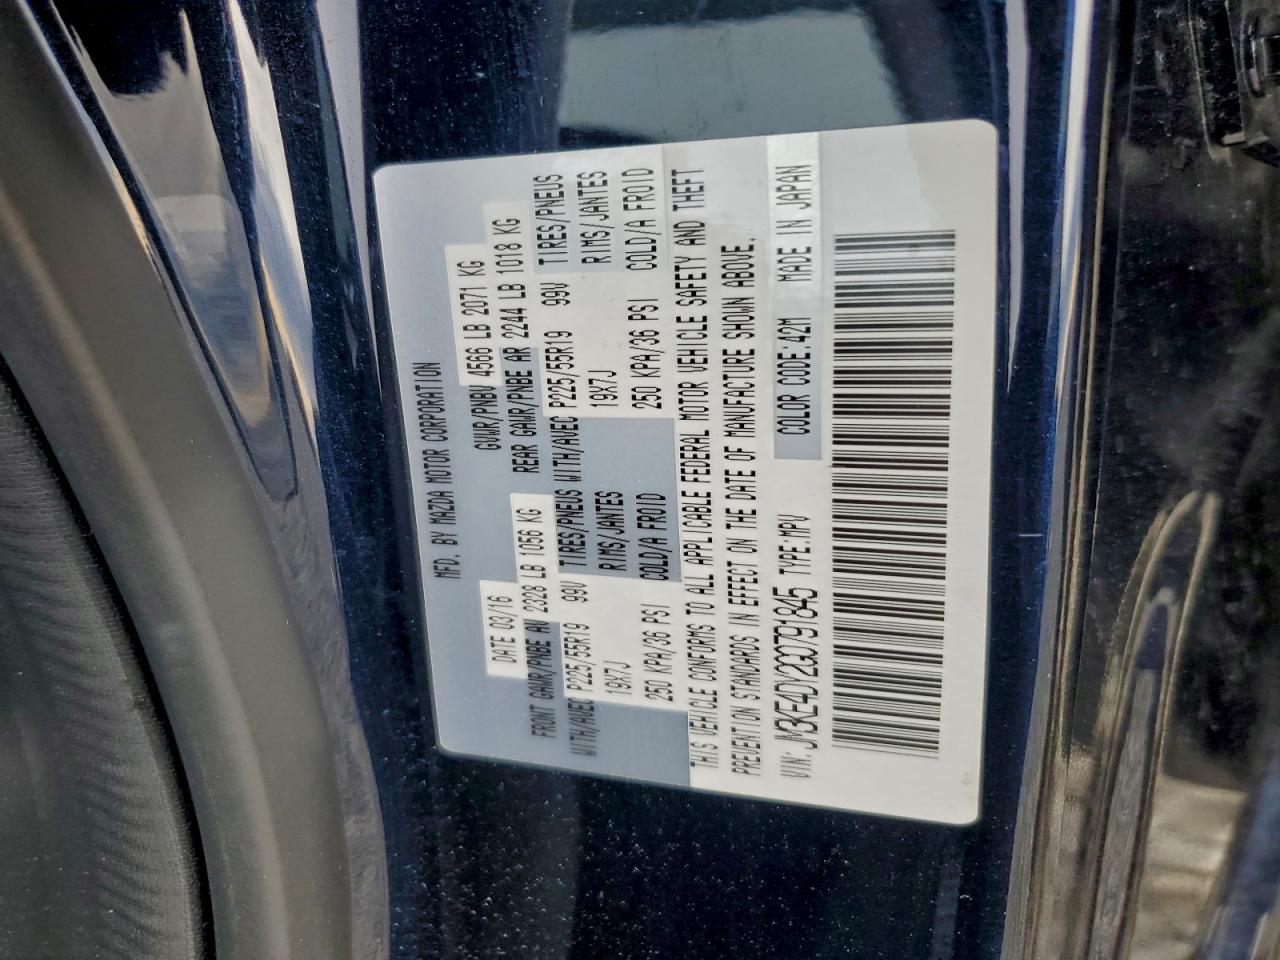 MFD. BY MAZDA MOTOR CORPORATION
DATE 03/16 GVWR/PNBV 4566 LB 2071 KG
FRONT GAWR/PNBE AV 2328 LB 1056 KG REAR GAWR/PNBE AR 2244 LB 1018 KG
WITH/AVEC P225/55R19 99V TIRES/PNEUS WITH/AVEC P225/55R19 99V TIRES/PNEUS
19X7J RIMS/JANTES 19X7J RIMS/JANTES
250 KPA/36 PSI COLD/A FROID 250 KPA/36 PSI COLD/A FROID
THIS VEHICLE CONFORMS TO ALL APPLICABLE FEDERAL MOTOR VEHICLE SAFETY AND THEFT
PREVENTION STANDARDS IN EFFECT ON THE DATE OF MANUFACTURE SHOWN ABOVE.
VIN: JM3KE4DY2G0791845 TYPE:MPV COLOR CODE:42M MADE IN JAPAN